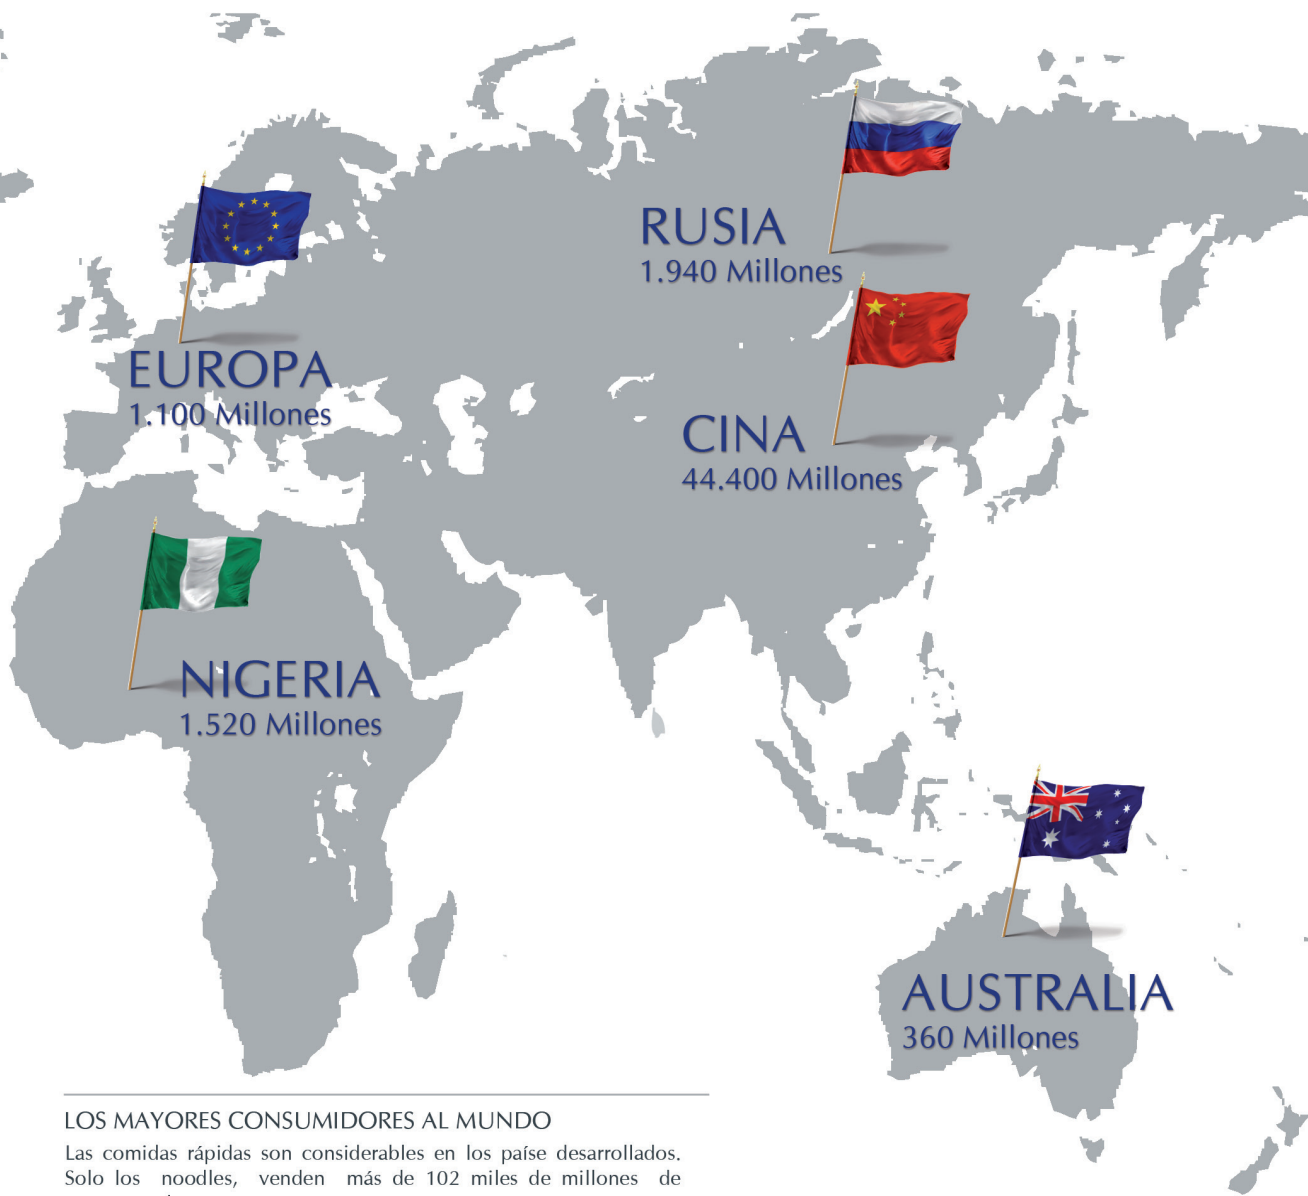 RUSIA
1.940 Millones
EUROPA
1.100 Millones
CINA
44.400 Millones
NIGERIA
1.520 Millones
AUSTRALIA
360 Millones
LOS MAYORES CONSUMIDORES AL MUNDO
Las comidas rápidas son considerables en los país desarrollados.
Solo los noodles, venden más de 102 miles de millones de